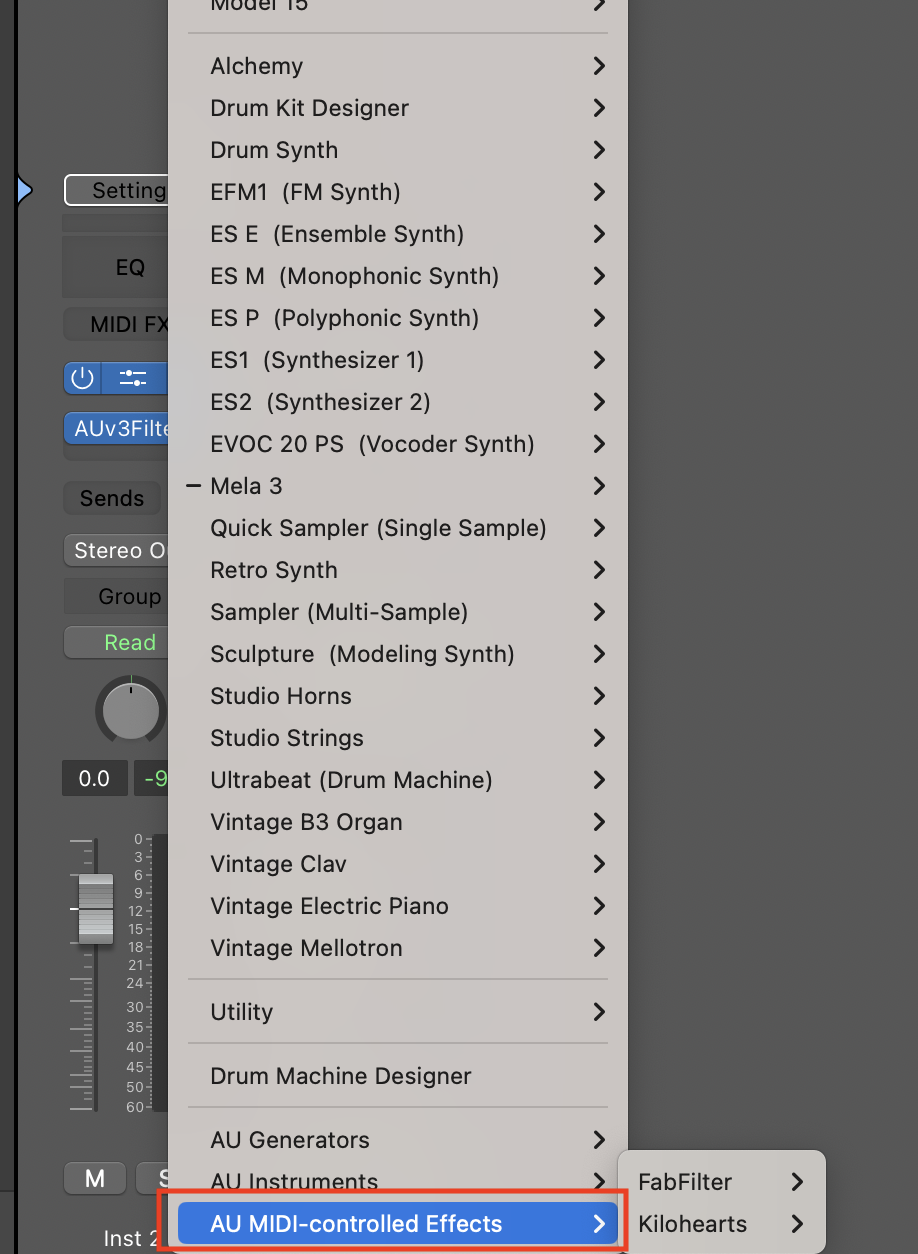 Model 15
Alchemy
Drum Kit Designer
Drum Synth
EFM1 (FM Synth)
ES E (Ensemble Synth)
ES M (Monophonic Synth)
ES P (Polyphonic Synth)
ES1 (Synthesizer 1)
ES2 (Synthesizer 2)
EVOC 20 PS (Vocoder Synth)
– Mela 3
Quick Sampler (Single Sample)
Retro Synth
Sampler (Multi-Sample)
Sculpture (Modeling Synth)
Studio Horns
Studio Strings
Ultrabeat (Drum Machine)
Vintage B3 Organ
Vintage Clav
Vintage Electric Piano
Vintage Mellotron
Utility
Drum Machine Designer
AU Generators
AU Instruments
AU MIDI-controlled Effects
FabFilter
Kilohearts
Setting
EQ
MIDI FX
AUv3Filte
Sends
Stereo O
Group
Read
0.0
-9
0
3
6
9
12
15
18
21
24
30
35
40
45
50
60
M
S
Inst 2